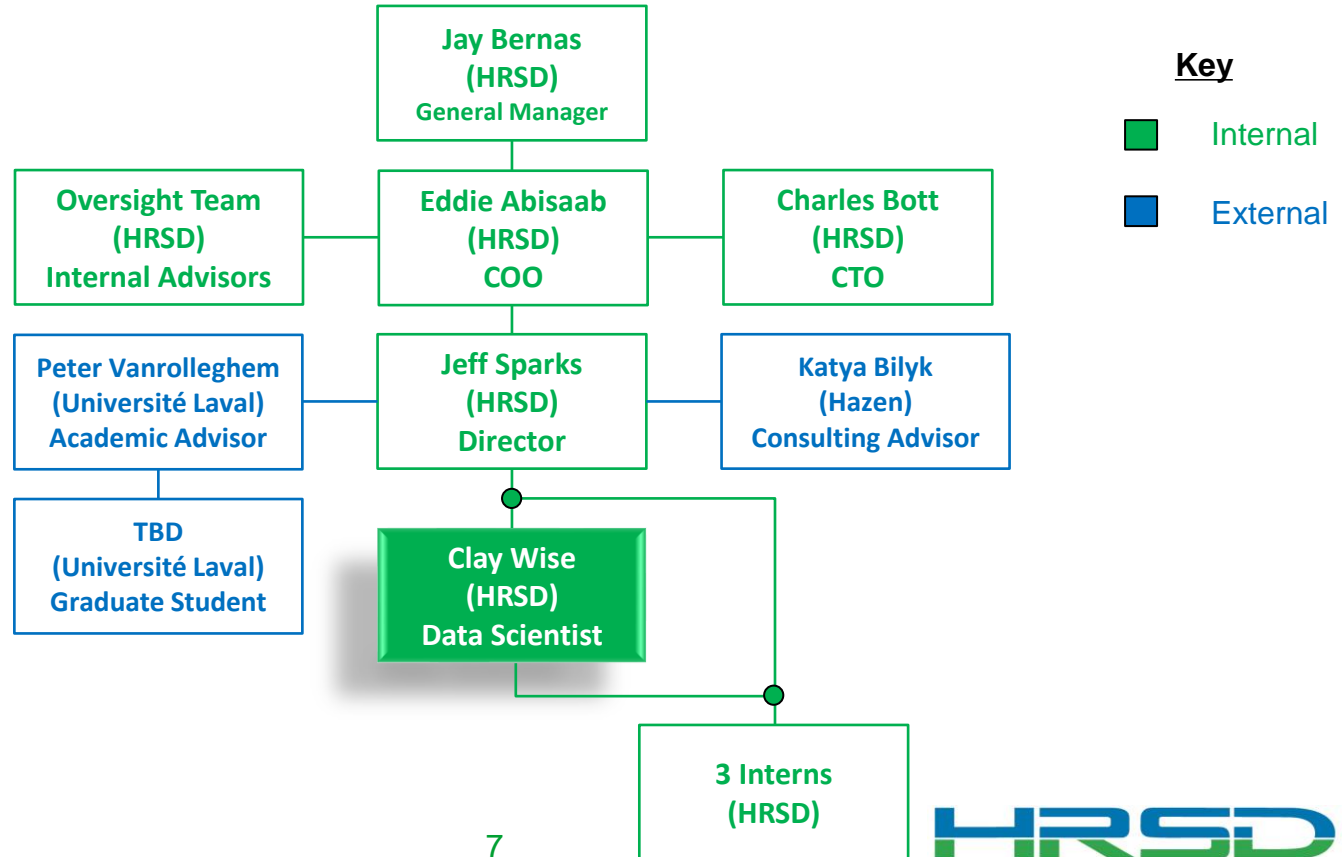 Jay Bernas
(HRSD)
General Manager
Key
Internal
External
Oversight Team
(HRSD)
Internal Advisors
Eddie Abisaab
(HRSD)
COO
Charles Bott
(HRSD)
CTO
Peter Vanrolleghem
(Université Laval)
Academic Advisor
Jeff Sparks
(HRSD)
Director
Katya Bilyk
(Hazen)
Consulting Advisor
TBD
(Université Laval)
Graduate Student
Clay Wise
(HRSD)
Data Scientist
3 Interns
(HRSD)
7
HRSD